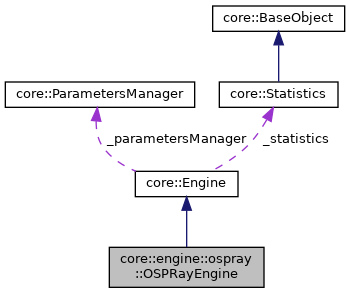 core::BaseObject
core::ParametersManager
core::Statistics
_parametersManager
_statistics
core::Engine
core::engine::ospray
::OSPRayEngine